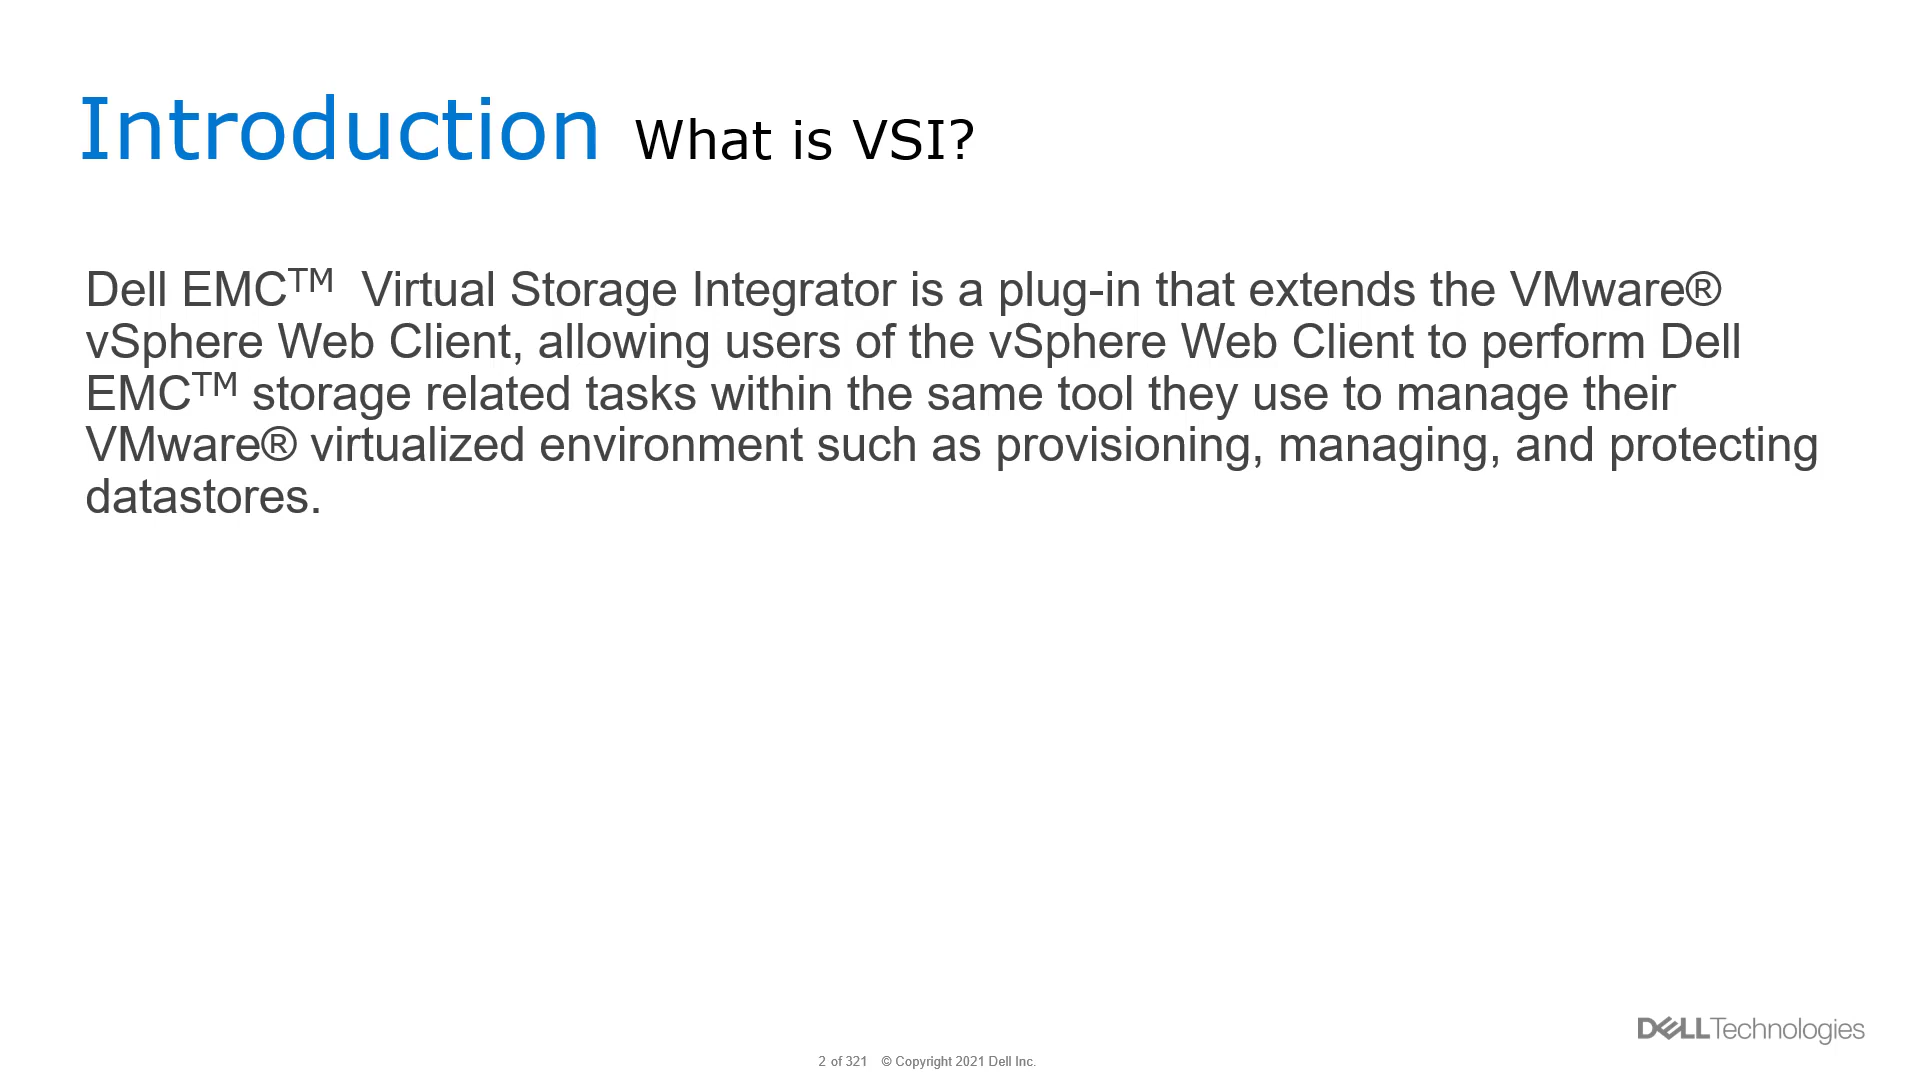 Introduction What is VSI?
Dell EMC™ Virtual Storage Integrator is a plug-in that extends the VMware®
vSphere Web Client, allowing users of the vSphere Web Client to perform Dell
EMC™ storage related tasks within the same tool they use to manage their
VMware® virtualized environment such as provisioning, managing, and protecting
datastores.
DELLTechnologies
2 of 321 © Copyright 2021 Dell Inc.